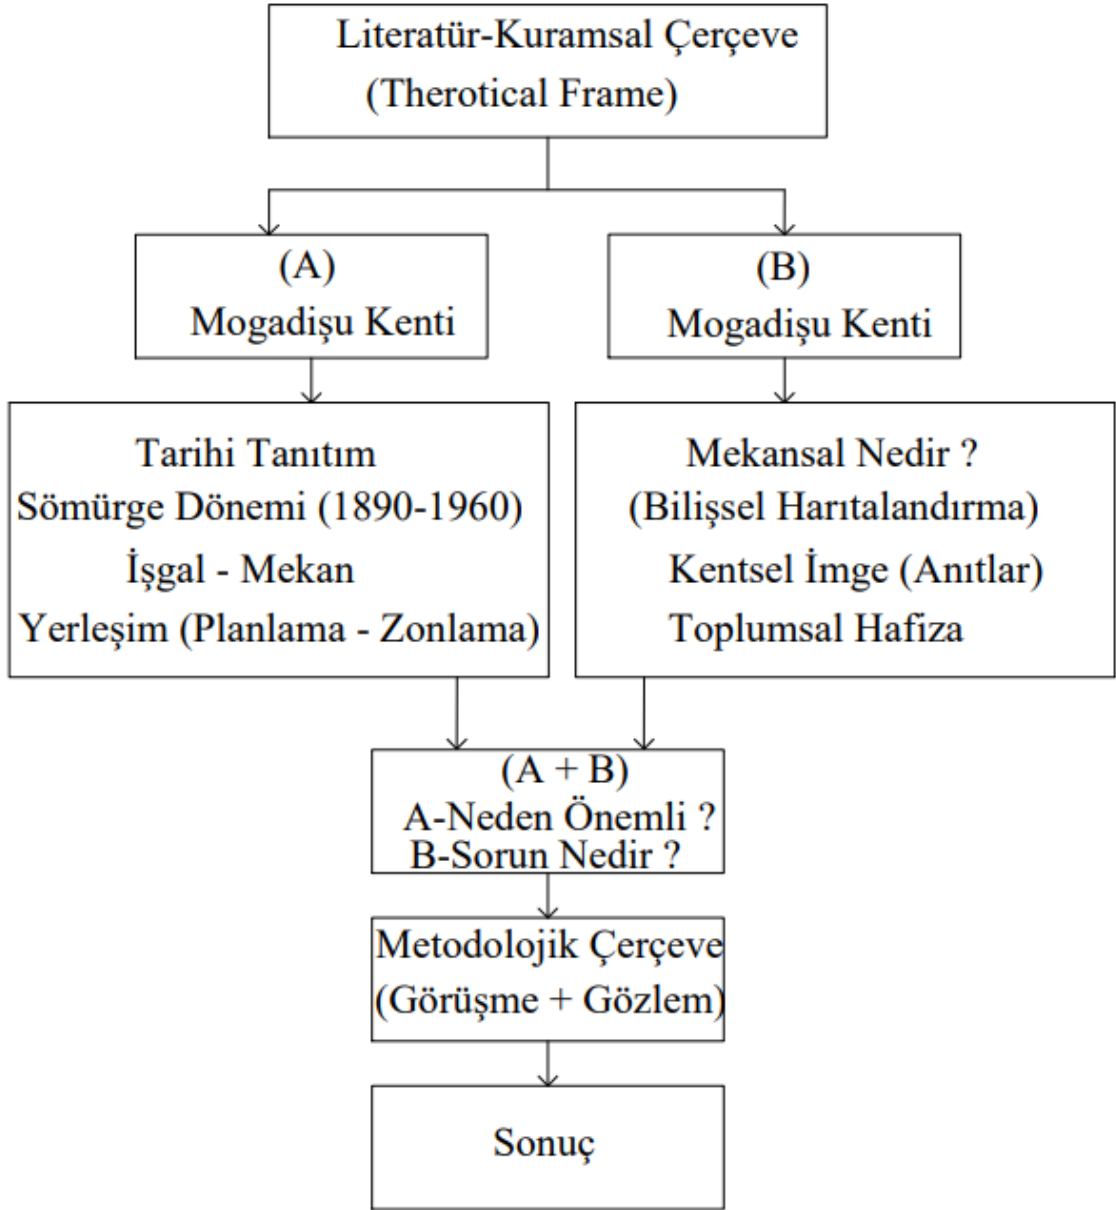 Literatür-Kuramsal Çerçeve
(Therotical Frame)
(A)
Mogadişu Kenti
(B)
Mogadişu Kenti
Tarihi Tanıtım
Sömürge Dönemi (1890-1960)
İşgal - Mekan
Yerleşim (Planlama - Zonlama)
Mekansal Nedir ?
(Bilişsel Harıtalandırma)
Kentsel İmge (Anıtlar)
Toplumsal Hafiza
(A + B)
A-Neden Önemli ?
B-Sorun Nedir ?
Metodolojik Çerçeve
(Görüşme + Gözlem)
Sonuç